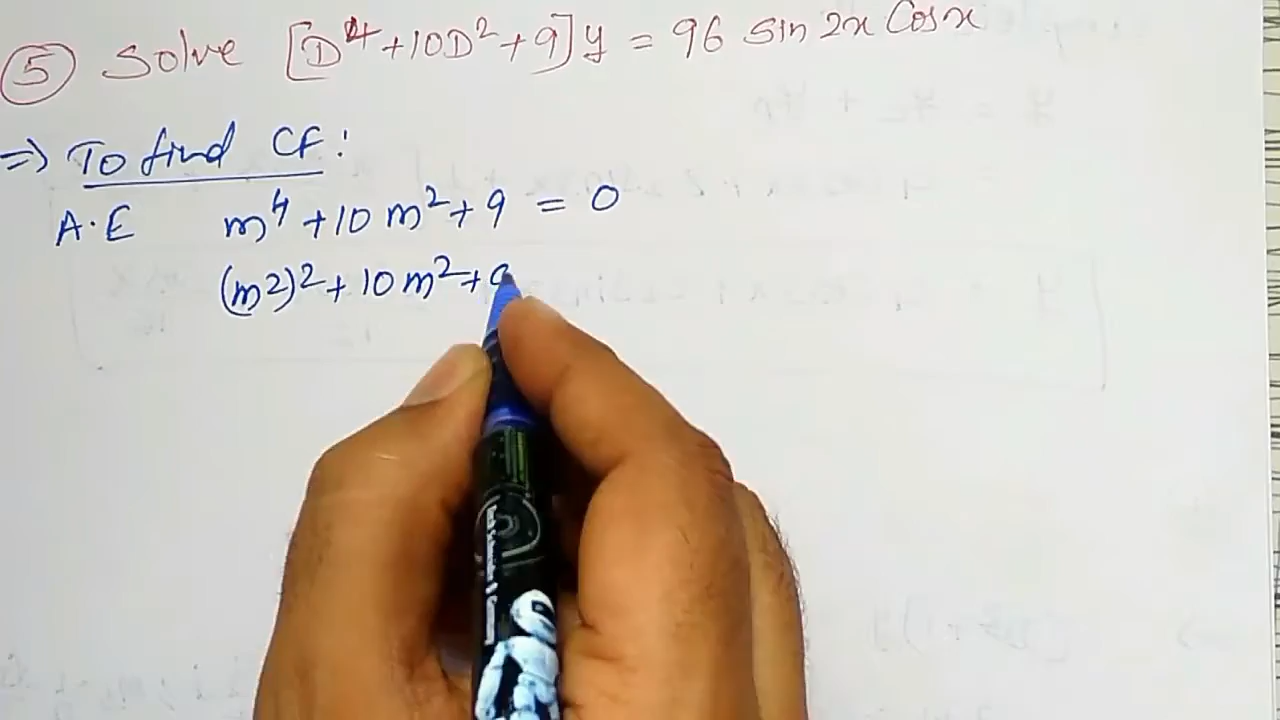 ⑤ Solve [D⁴+10D²+9]y = 96 sin 2x Cosx
=> To find CF:
A.E m⁴+10m²+9 = 0
(m2)²+10m²+9